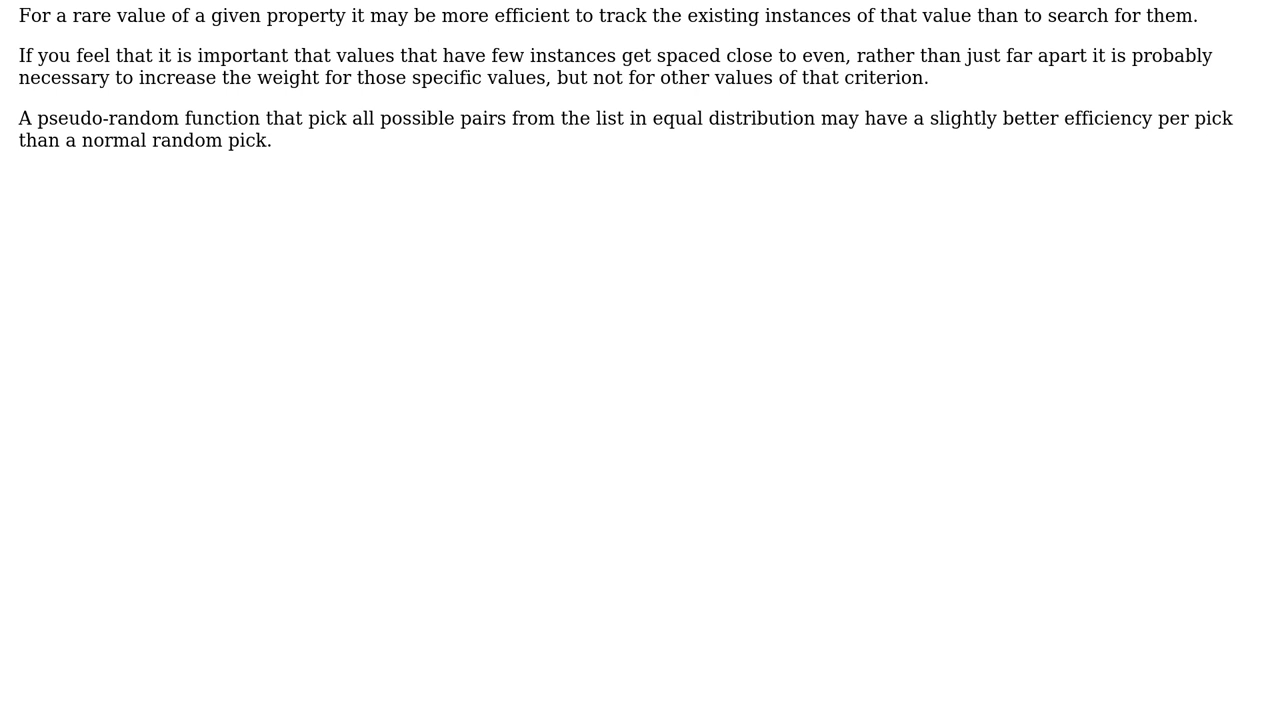 For a rare value of a given property it may be more efficient to track the existing instances of that value than to search for them.
If you feel that it is important that values that have few instances get spaced close to even, rather than just far apart it is probably
necessary to increase the weight for those specific values, but not for other values of that criterion.
A pseudo-random function that pick all possible pairs from the list in equal distribution may have a slightly better efficiency per pick
than a normal random pick.